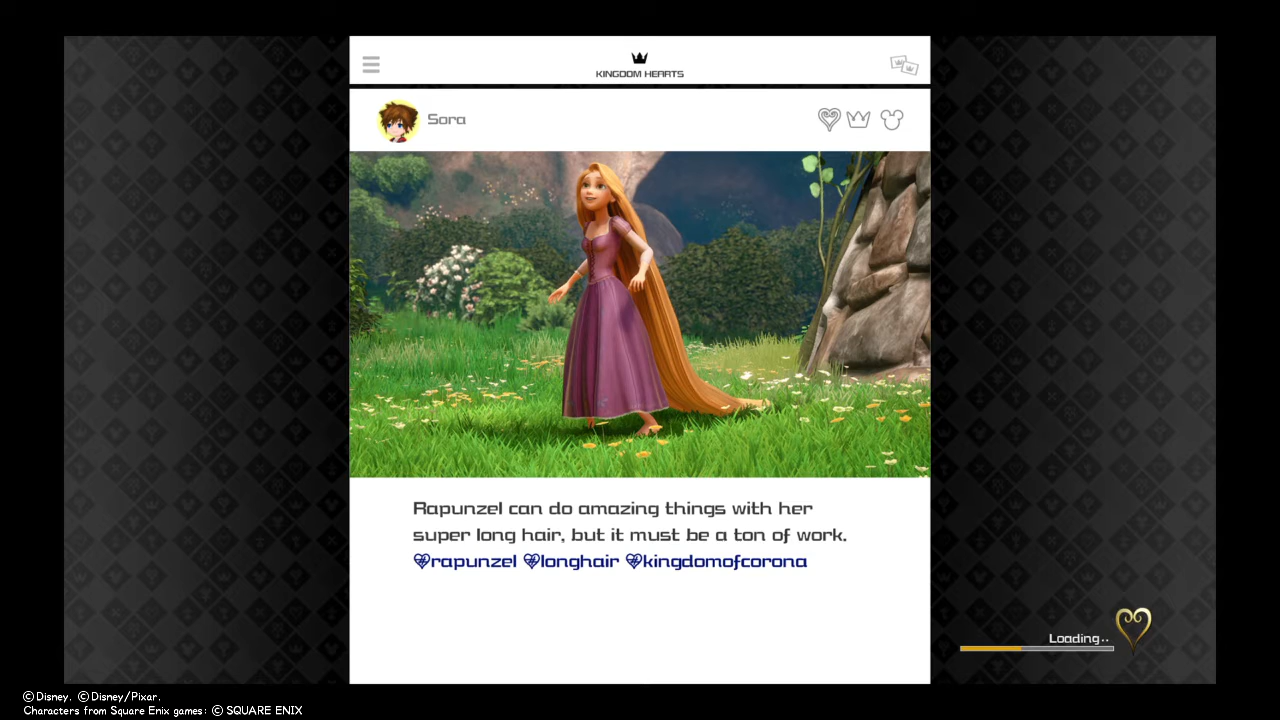 KINGDOM HEARTS
Sora
Rapunzel can do amazing things with her
super long hair, but it must be a ton of work.
rapunzel longhair kingdomofcorona
Loading..
©Disney. ©Disney/Pixar.
Characters from Square Enix games: © SQUARE ENIX